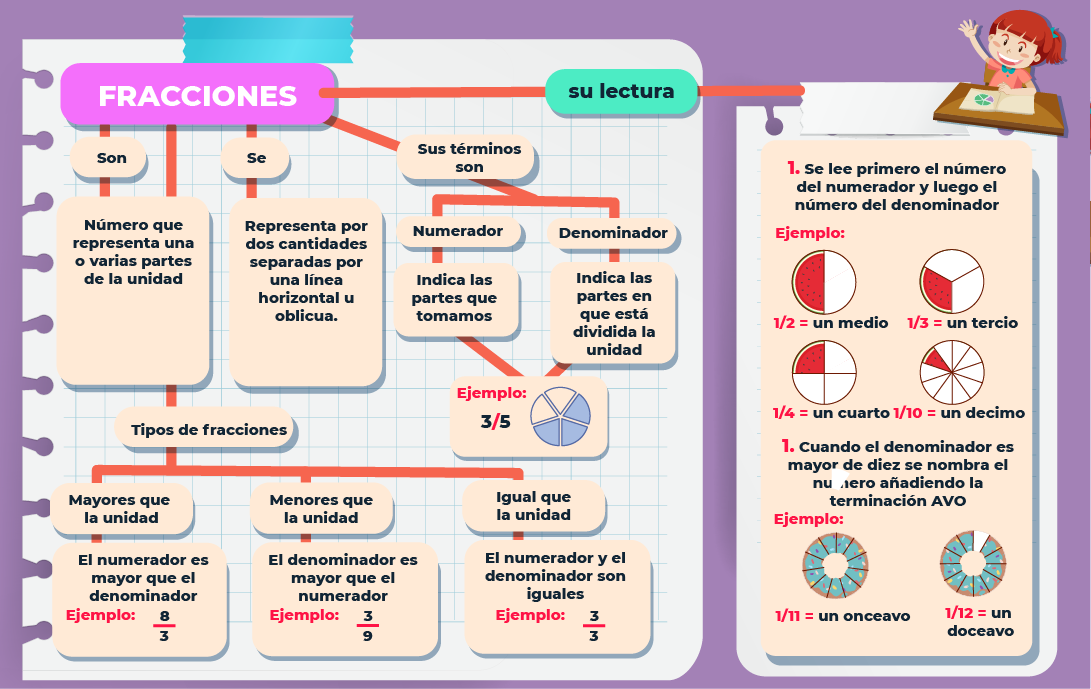 FRACCIONES
su lectura
Son
Se
Sus términos
son
Número que
representa una
o varias partes
de la unidad
Representa por
dos cantidades
separadas por
una línea
horizontal u
oblicua.
Numerador
Denominador
Indica las
partes que
tomamos
Indica las
partes en
que está
dividida la
unidad
Ejemplo:
3/5
Tipos de fracciones
Mayores que
la unidad
Menores que
la unidad
Igual que
la unidad
El numerador es
mayor que el
denominador
Ejemplo:
8
3
El denominador es
mayor que el
numerador
Ejemplo:
3
9
El numerador y el
denominador son
iguales
Ejemplo:
3
3
1. Se lee primero el número
del numerador y luego el
número del denominador
Ejemplo:
1/2 = un medio
1/3 = un tercio
1/4 = un cuarto
1/10 = un decimo
1. Cuando el denominador es
mayor de diez se nombra el
numero añadiendo la
terminación AVO
Ejemplo:
1/11 = un onceavo
1/12 = un
doceavo